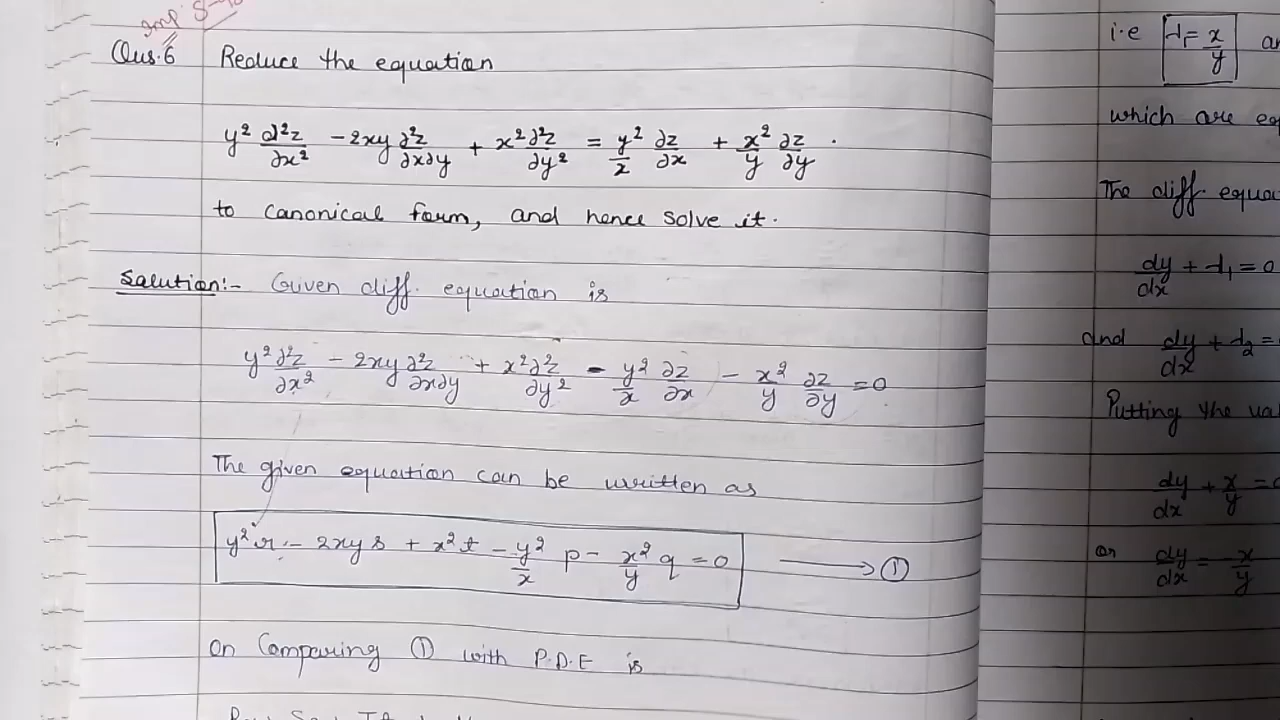 imp
Ques.6 Reduce the equation
y² ∂²z/∂x² - 2xy ∂²z/∂x∂y + x² ∂²z/∂y² = y²/x ∂z/∂x + x²/y ∂z/∂y .
to canonical form, and hence solve it.
Solution:- Given diff. equation is
y² ∂²z/∂x² - 2xy ∂²z/∂x∂y + x² ∂²z/∂y² - y²/x ∂z/∂x - x²/y ∂z/∂y = 0
The given equation can be written as
y²r - 2xys + x²t - y²/x p - x²/y q = 0 → ①
On Comparing ① with P.D.E is
i.e λ₁ = x/y
which are
The diff.
dy/dx + λ₁ = 0
and dy/dx + λ₂ =
Putting the
dy/dx + x/y =
or dy/dx = - x/y